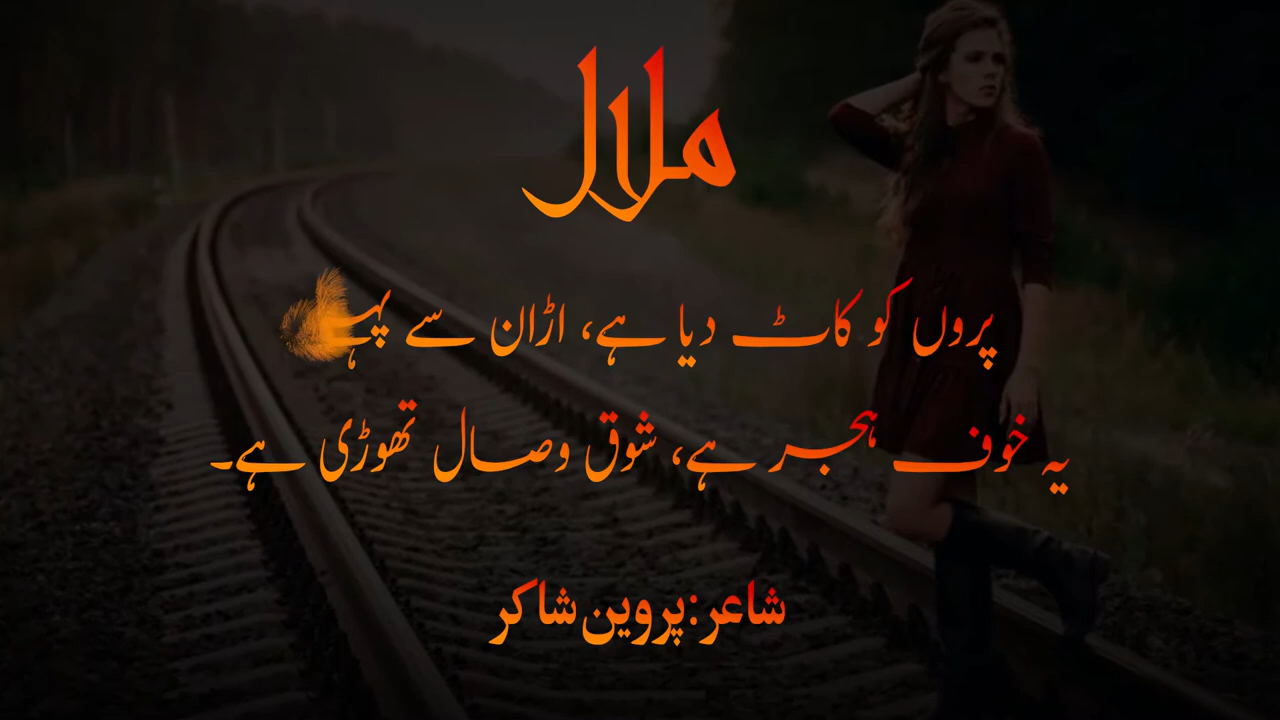 ملال
پروں کو کاٹ دیا ہے، اڑان سے پہلے
یہ خوف ہجر ہے، شوق وصال تھوڑی ہے۔
شاعر:پروین شاکر